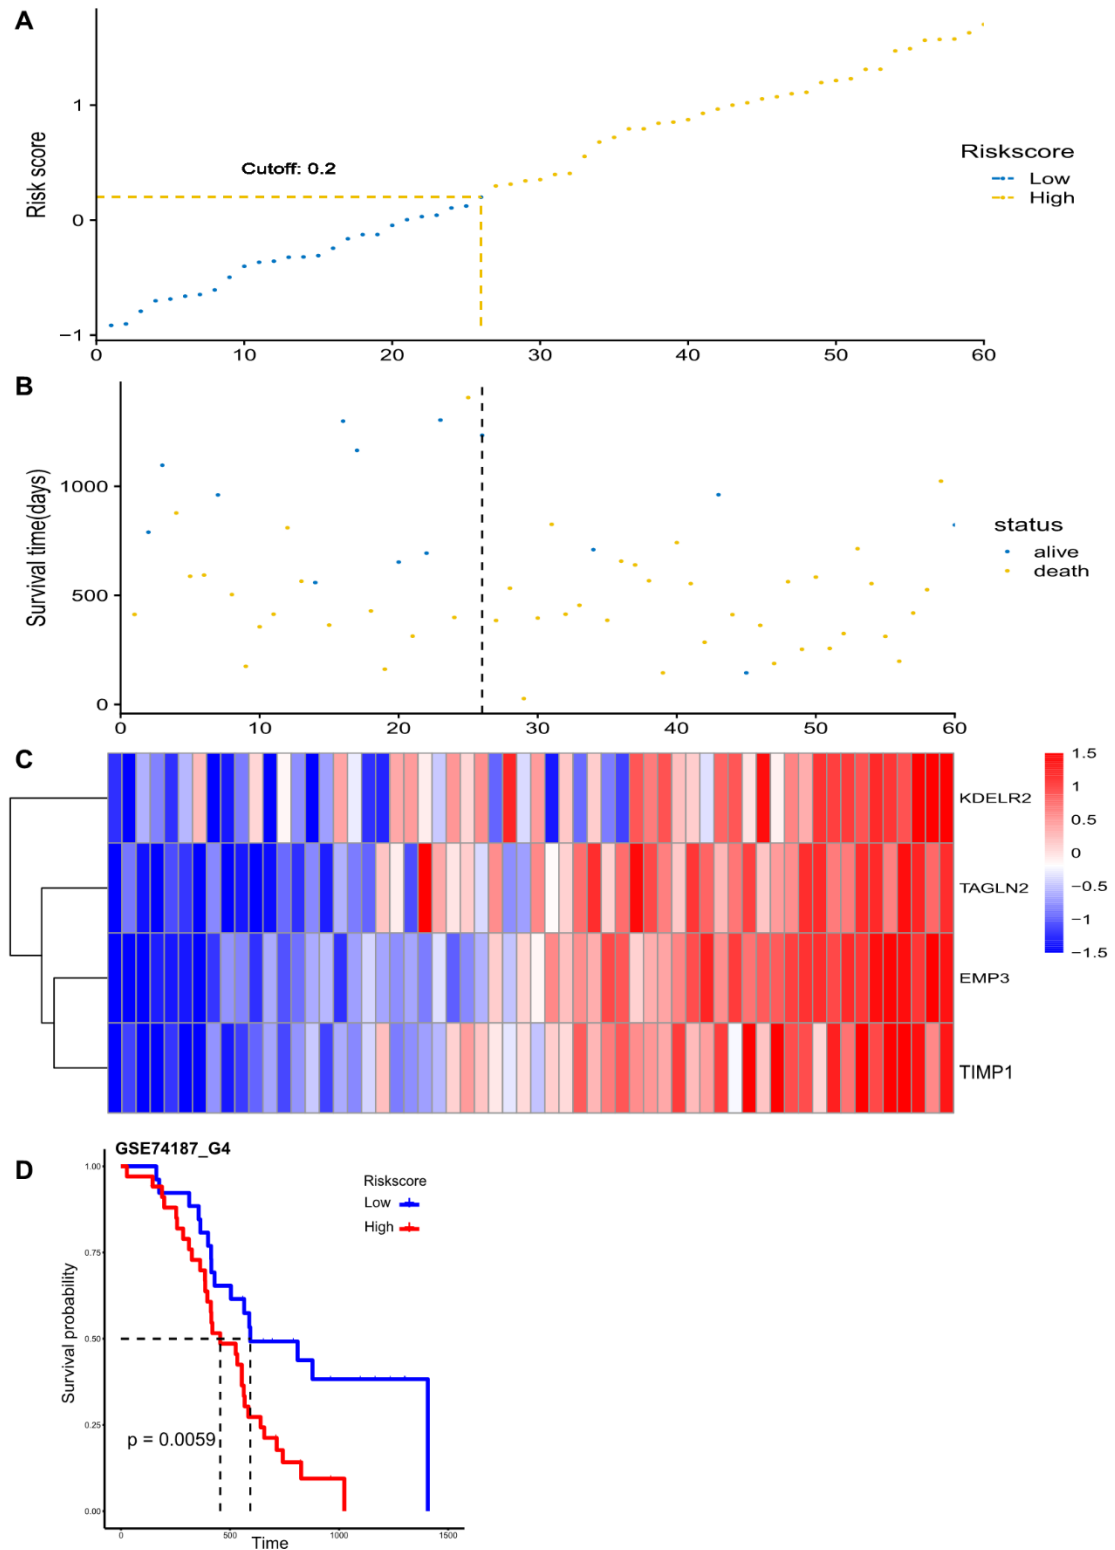 A
1
0
−1
Risk score
Cutoff: 0.2
Riskscore
Low
High
0 10 20 30 40 50 60
B
1000
500
0
Survival time(days)
status
alive
death
0 10 20 30 40 50 60
C
KDELR2
TAGLN2
EMP3
TIMP1
1.5
1
0.5
0
−0.5
−1
−1.5
D
GSE74187_G4
1.00
0.75
0.50
0.25
0.00
Survival probability
Riskscore
Low
High
p = 0.0059
0 500 1000 1500
Time